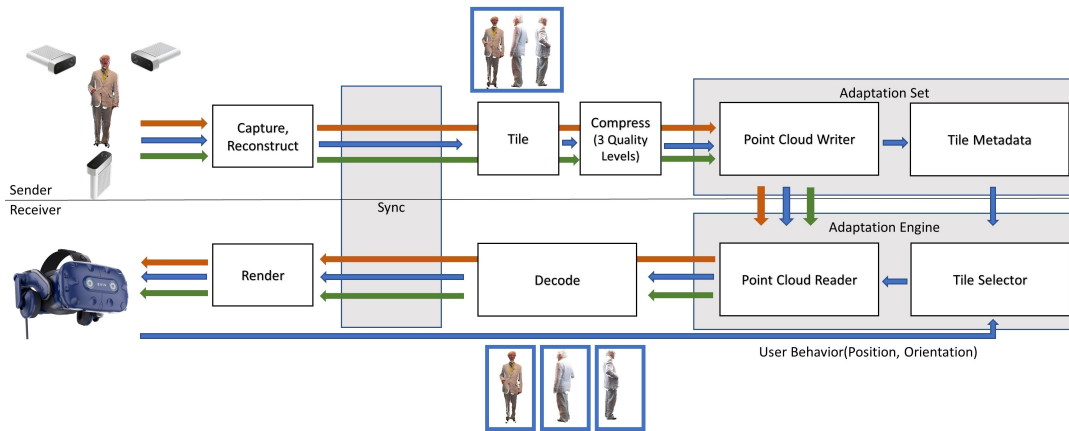 Adaptation Set
Capture,
Reconstruct
Tile
Compress
(3 Quality
Levels)
Point Cloud Writer
Tile Metadata
Sender
Receiver
Sync
Adaptation Engine
Render
Decode
Point Cloud Reader
Tile Selector
User Behavior(Position, Orientation)